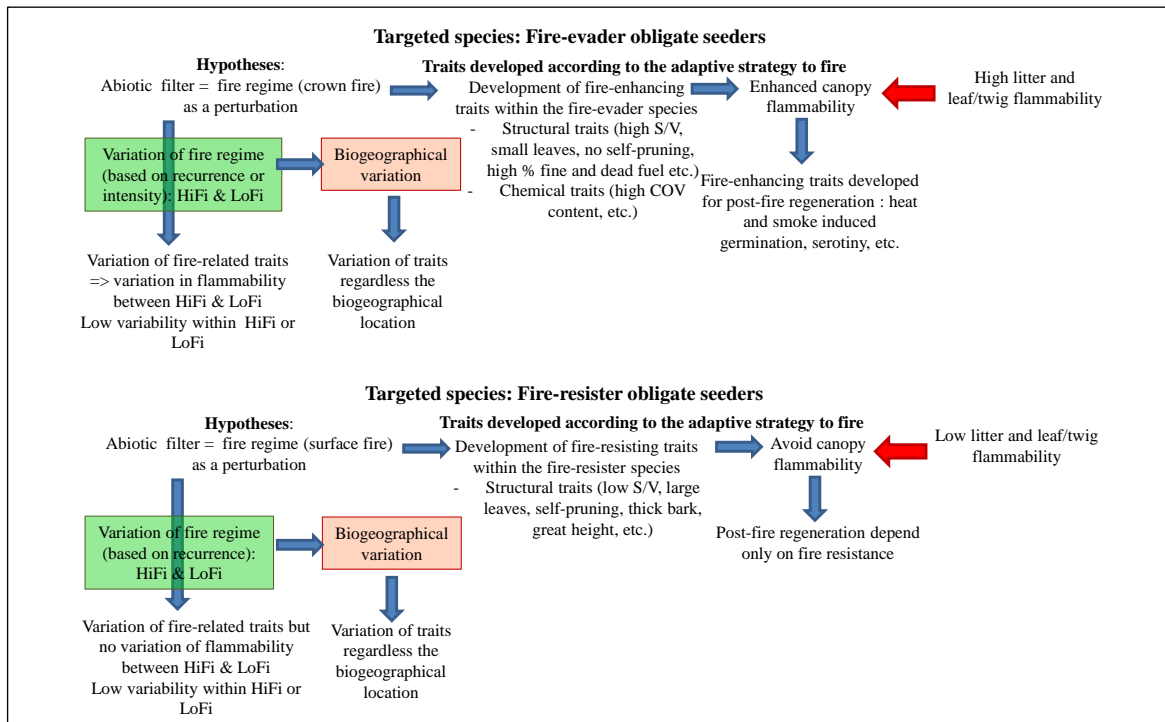 Targeted species: Fire-evader obligate seeders
Hypotheses:
Abiotic filter = fire regime (crown fire)
as a perturbation
Traits developed according to the adaptive strategy to fire
Development of fire-enhancing
traits within the fire-evader species
- Structural traits (high S/V,
small leaves, no self-pruning,
high % fine and dead fuel etc.)
- Chemical traits (high COV
content, etc.)
Enhanced canopy
flammability
High litter and
leaf/twig flammability
Variation of fire regime
(based on recurrence or
intensity): HiFi & LoFi
Biogeographical
variation
Fire-enhancing traits developed
for post-fire regeneration : heat
and smoke induced
germination, serotiny, etc.
Variation of fire-related traits
=> variation in flammability
between HiFi & LoFi
Low variability within HiFi or
LoFi
Variation of traits
regardless the
biogeographical
location
Targeted species: Fire-resister obligate seeders
Hypotheses:
Abiotic filter = fire regime (surface fire)
as a perturbation
Traits developed according to the adaptive strategy to fire
Development of fire-resisting traits
within the fire-resister species
- Structural traits (low S/V, large
leaves, self-pruning, thick bark,
great height, etc.)
Avoid canopy
flammability
Low litter and leaf/twig
flammability
Variation of fire regime
(based on recurrence):
HiFi & LoFi
Biogeographical
variation
Post-fire regeneration depend
only on fire resistance
Variation of fire-related traits but
no variation of flammability
between HiFi & LoFi
Low variability within HiFi or
LoFi
Variation of traits
regardless the
biogeographical
location